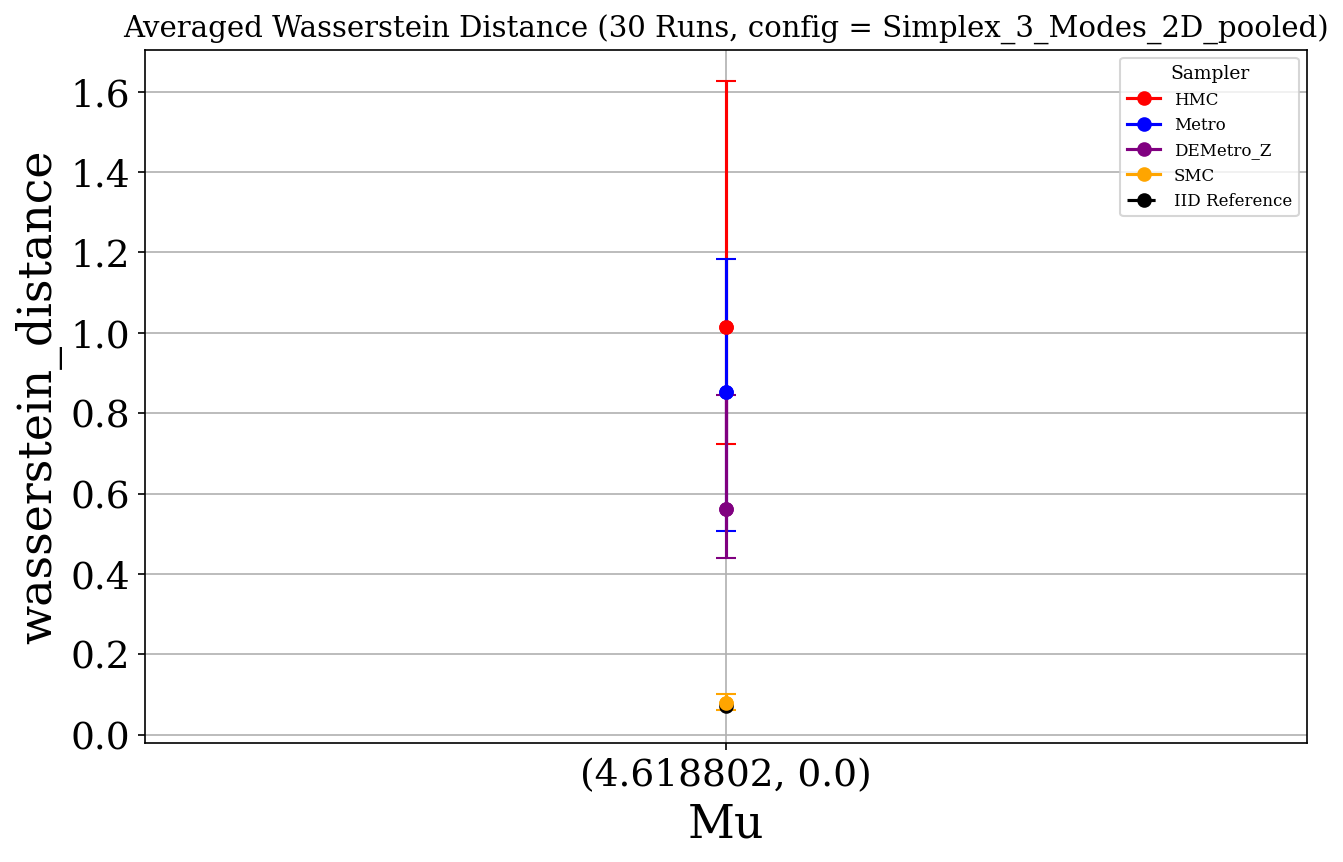 Averaged Wasserstein Distance (30 Runs, config = Simplex_3_Modes_2D_pooled)
Sampler
HMC
Metro
DEMetro_Z
SMC
IID Reference
wasserstein_distance
1.6
1.4
1.2
1.0
0.8
0.6
0.4
0.2
0.0
(4.618802, 0.0)
Mu